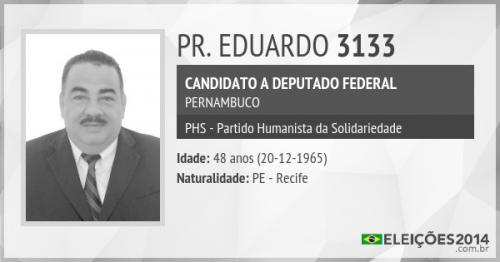 PR. EDUARDO 3133
CANDIDATO A DEPUTADO FEDERAL
PERNAMBUCO
PHS - Partido Humanista da Solidariedade
Idade: 48 anos (20-12-1965)
Naturalidade: PE - Recife
ELEIÇÕES2014
.com.br